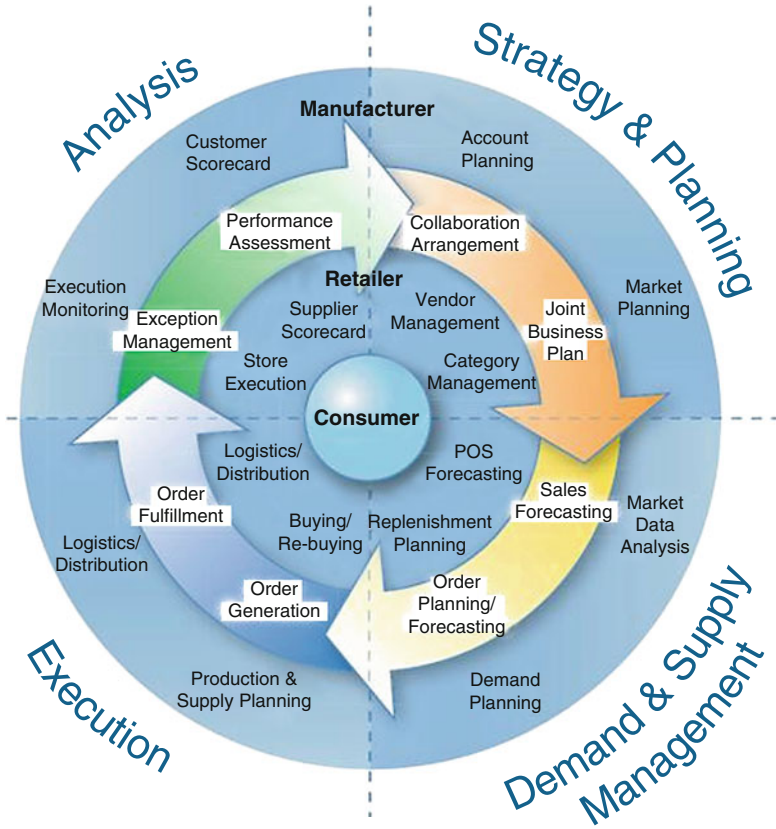 Analysis
Strategy & Planning
Manufacturer
Customer
Scorecard
Account
Planning
Performance
Assessment
Collaboration
Arrangement
Execution
Monitoring
Exception
Management
Retailer
Supplier
Scorecard
Vendor
Management
Joint
Business
Plan
Market
Planning
Store
Execution
Category
Management
Consumer
Logistics/
Distribution
POS
Forecasting
Order
Fulfillment
Sales
Forecasting
Market
Data
Analysis
Logistics/
Distribution
Buying/
Re-buying
Replenishment
Planning
Order
Generation
Order
Planning/
Forecasting
Production &
Supply Planning
Demand
Planning
Execution
Demand & Supply
Management